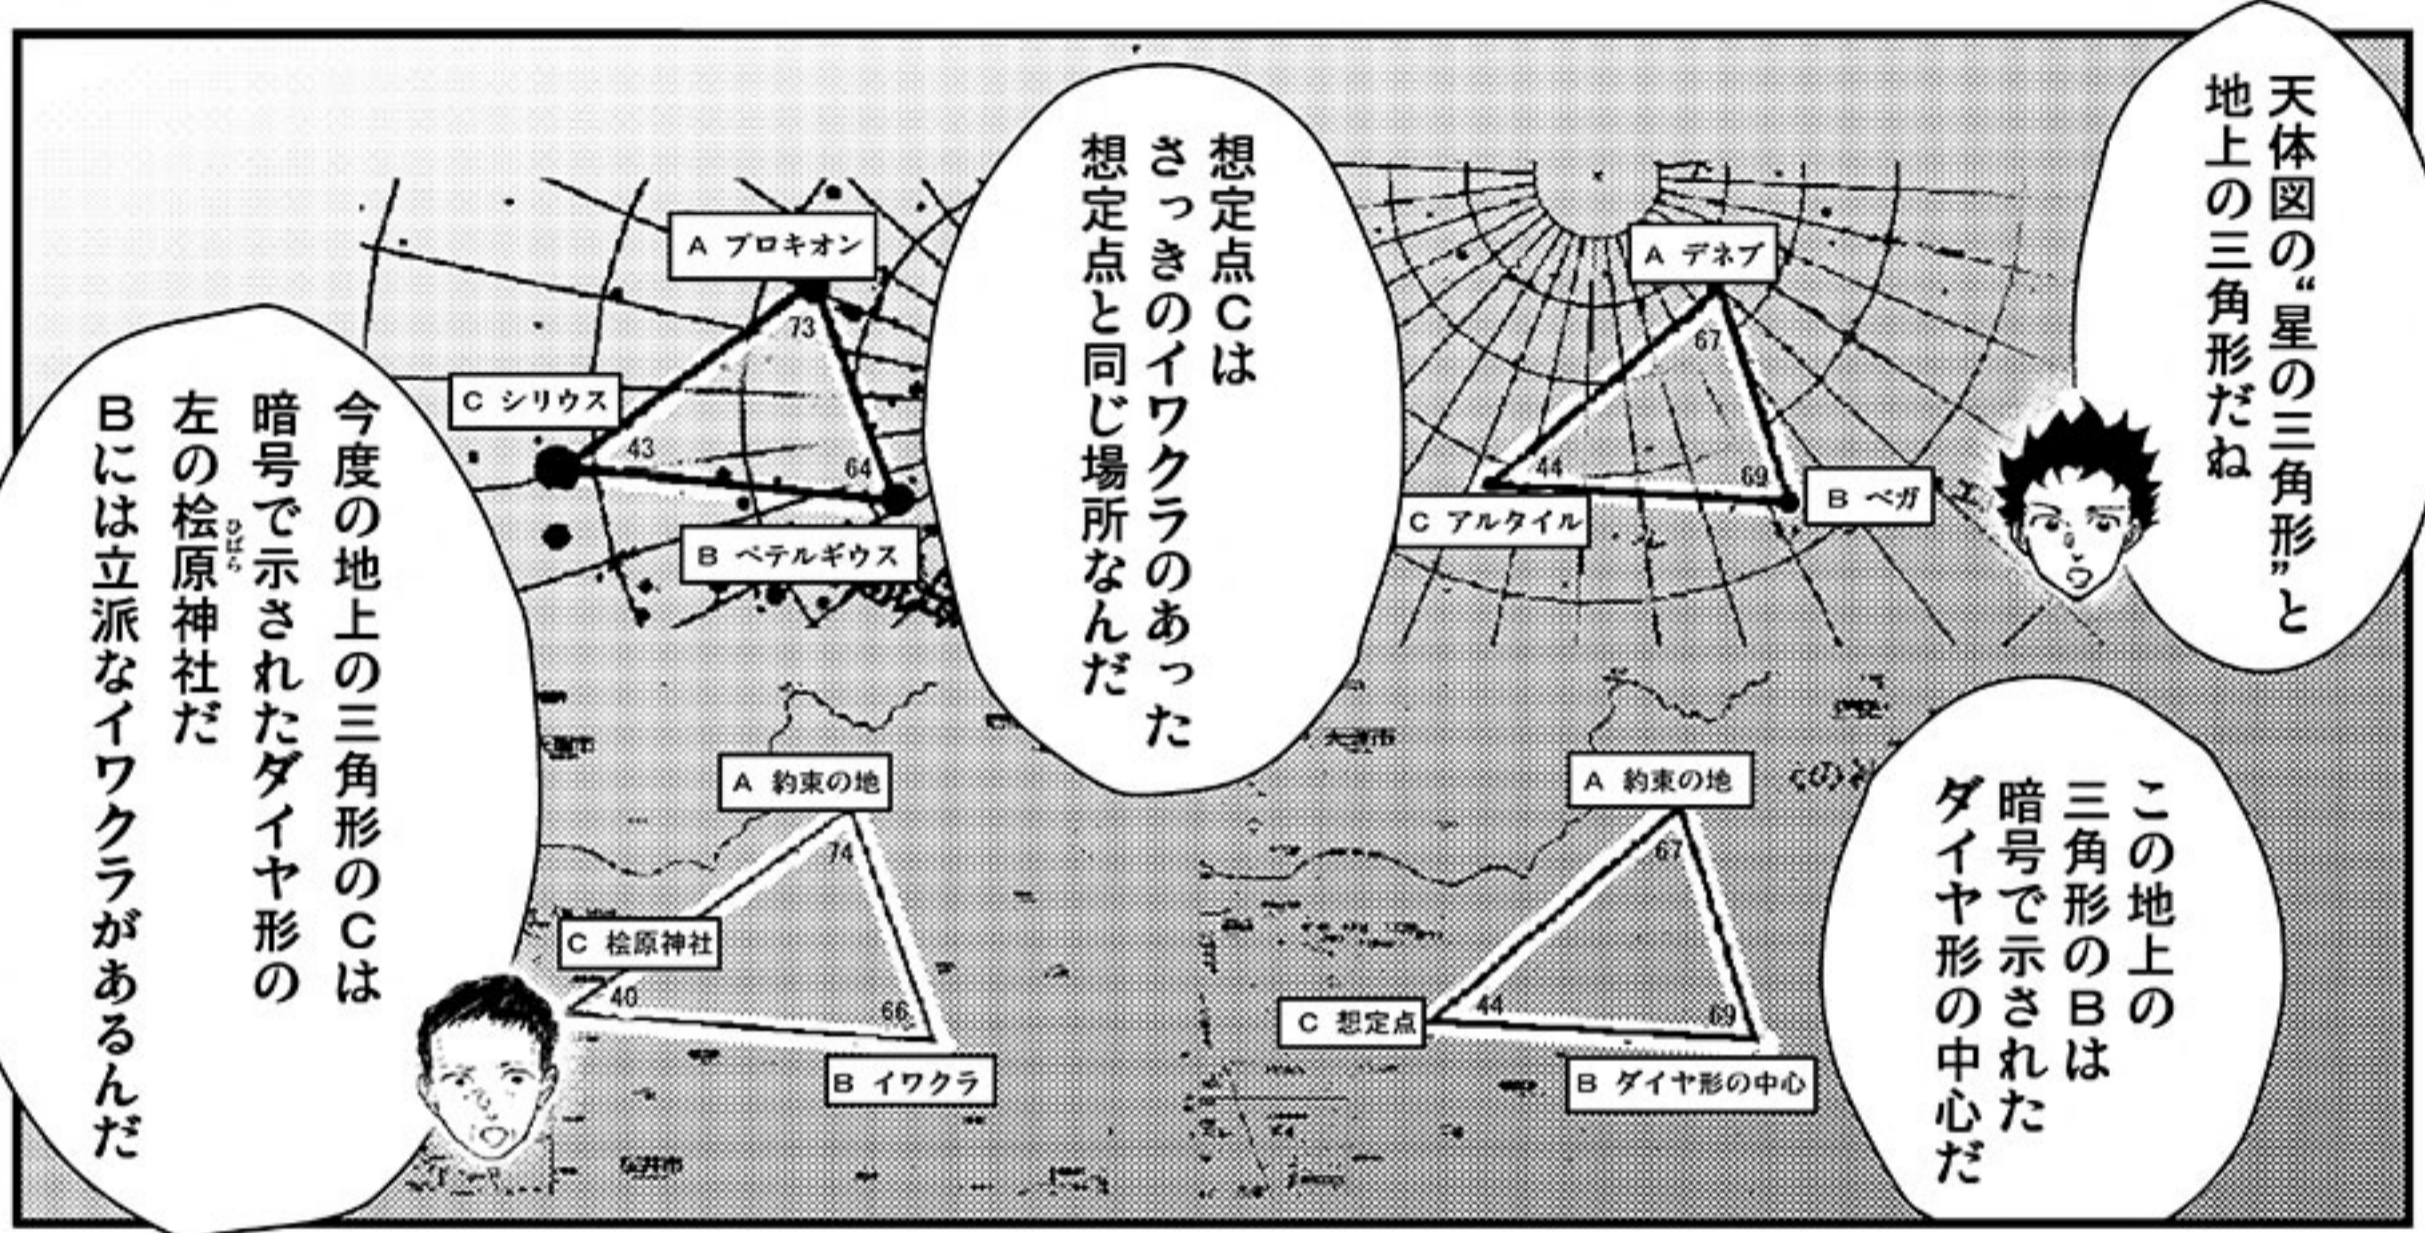 天体図の“星の三角形”と
地上の三角形だね
A デネブ
67
44
69
B ベガ
C アルタイル
この地上の
三角形のBは
暗号で示された
ダイヤ形の中心だ
A 約束の地
67
44
69
C 想定点
B ダイヤ形の中心
想定点Cは
さっきのイワクラのあった
想定点と同じ場所なんだ
A プロキオン
73
C シリウス
43
64
B ベテルギウス
今度の地上の三角形のCは
暗号で示されたダイヤ形の
左の桧原神社だ
ひばら
Bには立派なイワクラがあるんだ
A 約束の地
74
C 桧原神社
40
66
B イワクラ